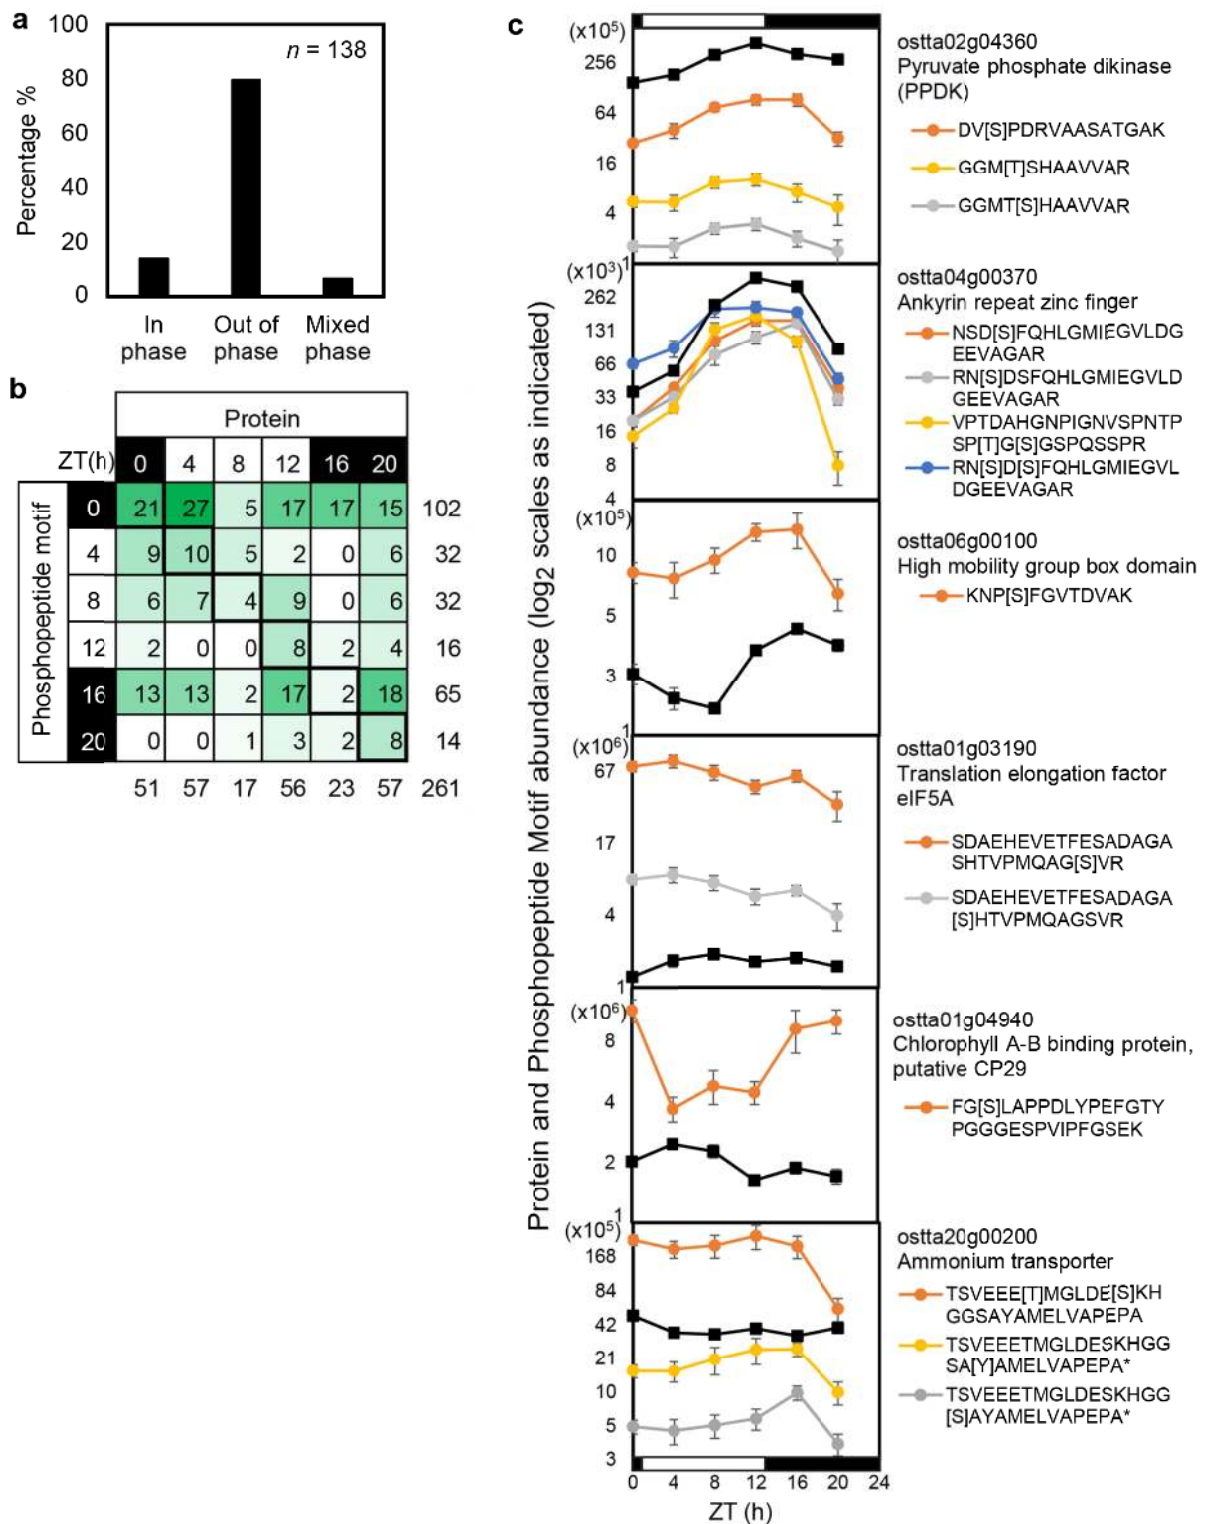 a
100
80
60
40
20
0
Percentage %
n = 138
In phase
Out of phase
Mixed phase
b
Protein
ZT(h) 0 4 8 12 16 20
Phosphopeptide motif
0 21 27 5 17 17 15 102
4 9 10 5 2 0 6 32
8 6 7 4 9 0 6 32
12 2 0 0 8 2 4 16
16 13 13 2 17 2 18 65
20 0 0 1 3 2 8 14
51 57 17 56 23 57 261
c
Protein and Phosphopeptide Motif abundance (log2 scales as indicated)
(x10⁵)
256
64
16
4
1
ostta02g04360
Pyruvate phosphate dikinase
(PPDK)
DV[S]PDRVAASATGAK
GGM[T]SHAAVVAR
GGMT[S]HAAVVAR
(x10³)
262
131
66
33
16
8
4
ostta04g00370
Ankyrin repeat zinc finger
NSD[S]FQHLGMIEGVLDG
EEVAGAR
RN[S]DSFQHLGMIEGVLD
GEEVAGAR
VPTDAHGNPIGNVSPNTP
SP[T]G[S]GSPQSSPR
RN[S]D[S]FQHLGMIEGVL
DGEEVAGAR
(x10⁵)
10
5
3
1
ostta06g00100
High mobility group box domain
KNP[S]FGVTDVAK
(x10⁶)
67
17
4
1
ostta01g03190
Translation elongation factor
eIF5A
SDAEHEVETFESADAGA
SHTVPMQAG[S]VR
SDAEHEVETFESADAGA
[S]HTVPMQAGSVR
(x10⁶)
8
4
2
1
ostta01g04940
Chlorophyll A-B binding protein,
putative CP29
FG[S]LAPPDLYPEFGTY
PGGGESPVIPFGSEK
(x10⁵)
168
84
42
21
10
5
3
ostta20g00200
Ammonium transporter
TSVEEE[T]MGLDE[S]KH
GGSAYAMELVAPEPA
TSVEEETMGLDESKHGG
SA[Y]AMELVAPEPA*
TSVEEETMGLDESKHGG
[S]AYAMELVAPEPA*
0 4 8 12 16 20 24
ZT (h)